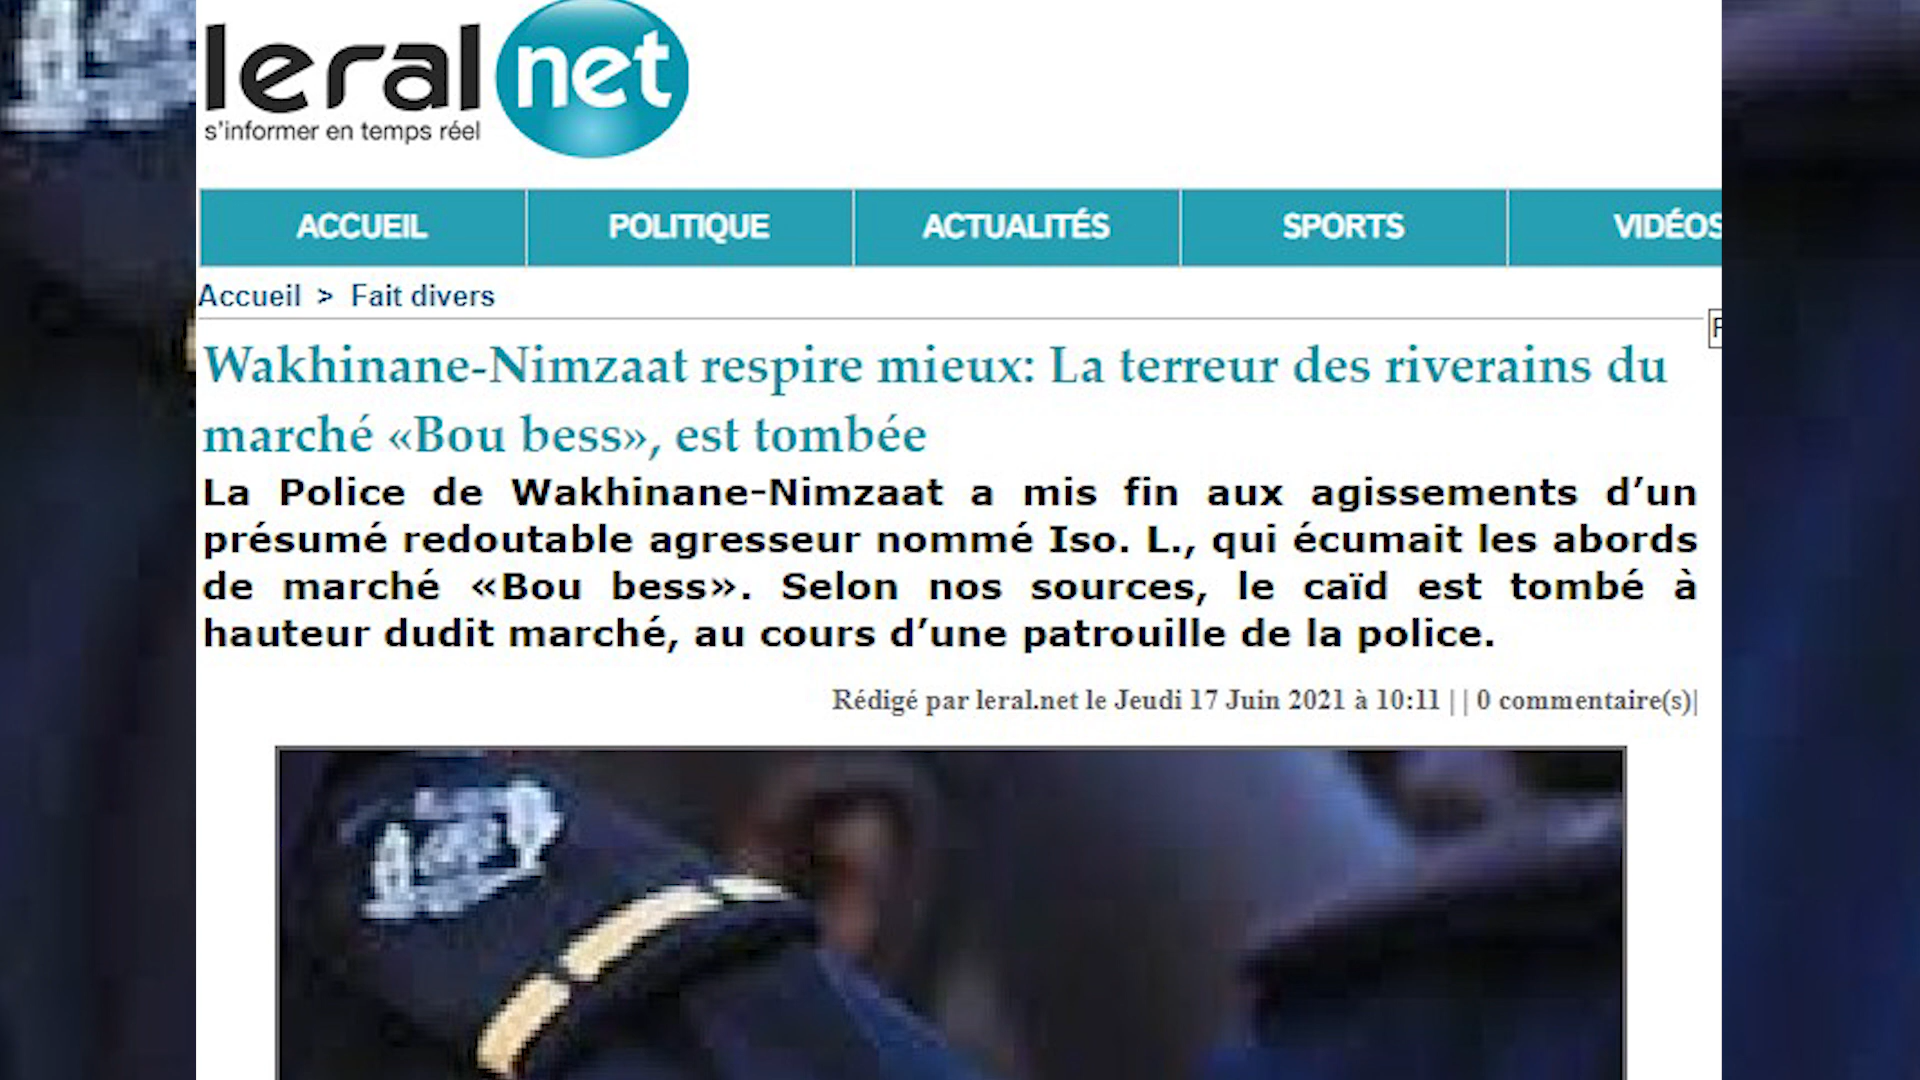 leral net
s'informer en temps réel
ACCUEIL POLITIQUE ACTUALITÉS SPORTS VIDÉOS
Accueil > Fait divers
Wakhinane-Nimzaat respire mieux: La terreur des riverains du
marché «Bou bess», est tombée
La Police de Wakhinane-Nimzaat a mis fin aux agissements d’un
présumé redoutable agresseur nommé Iso. L., qui écumait les abords
de marché «Bou bess». Selon nos sources, le caïd est tombé à
hauteur dudit marché, au cours d’une patrouille de la police.
Rédigé par leral.net le Jeudi 17 Juin 2021 à 10:11 | | 0 commentaire(s)|